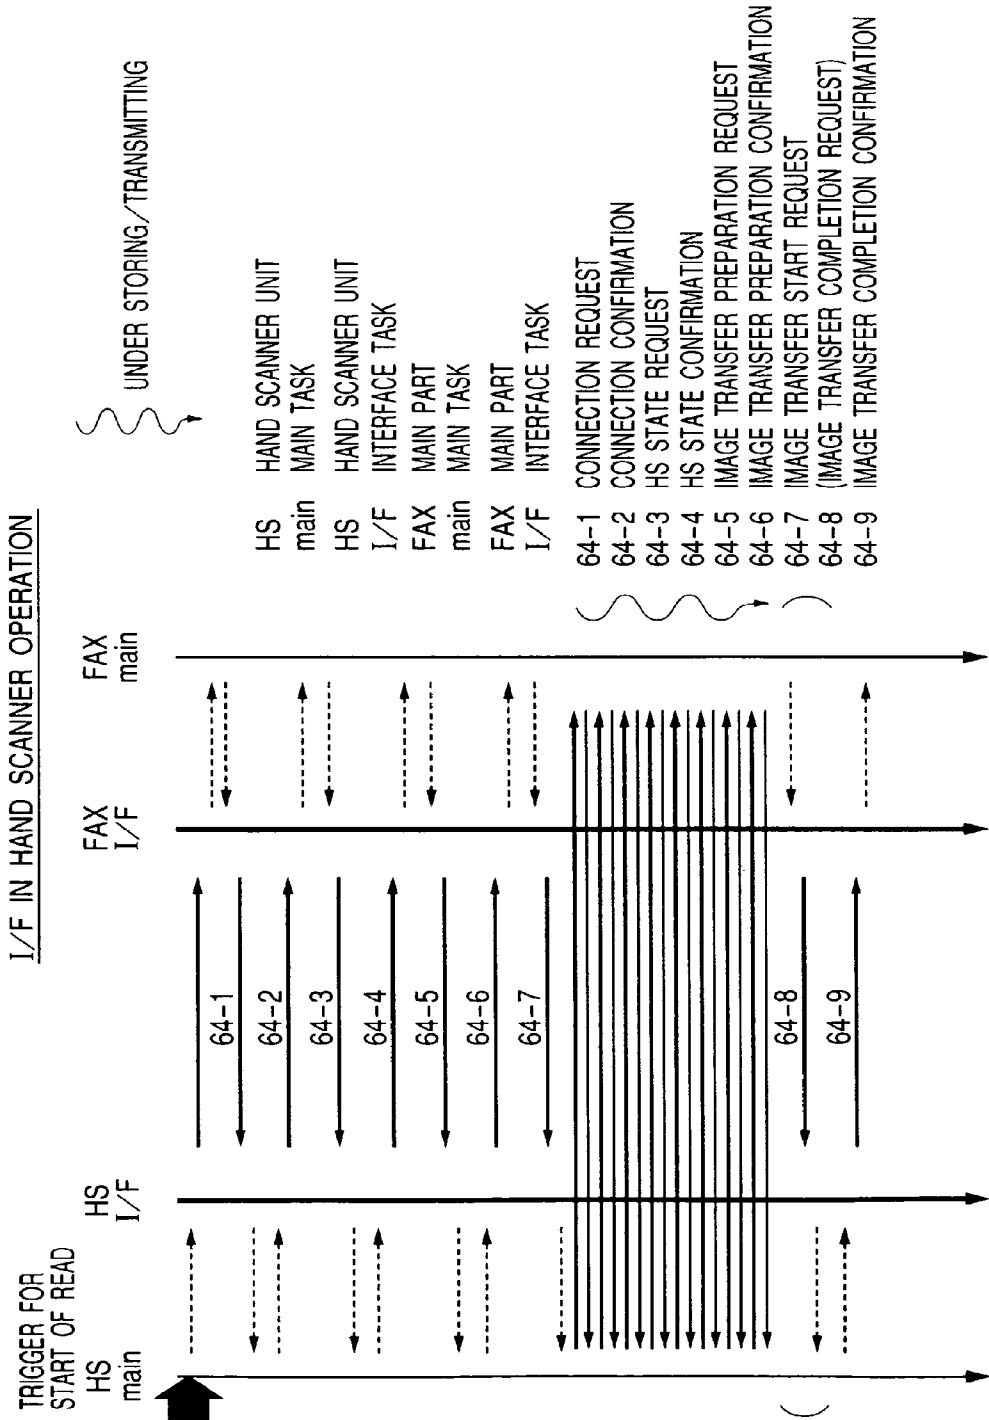 I/F IN HAND SCANNER OPERATION
TRIGGER FOR
START OF READ
HS
main
HS
I/F
FAX
I/F
FAX
main
64-1
64-2
64-3
64-4
64-5
64-6
64-7
64-8
64-9
UNDER STORING/TRANSMITTING
HS HAND SCANNER UNIT
main MAIN TASK
HS HAND SCANNER UNIT
I/F INTERFACE TASK
FAX MAIN PART
main MAIN TASK
FAX MAIN PART
I/F INTERFACE TASK
64-1 CONNECTION REQUEST
64-2 CONNECTION CONFIRMATION
64-3 HS STATE REQUEST
64-4 HS STATE CONFIRMATION
64-5 IMAGE TRANSFER PREPARATION REQUEST
64-6 IMAGE TRANSFER PREPARATION CONFIRMATION
64-7 IMAGE TRANSFER START REQUEST
64-8 (IMAGE TRANSFER COMPLETION REQUEST)
64-9 IMAGE TRANSFER COMPLETION CONFIRMATION